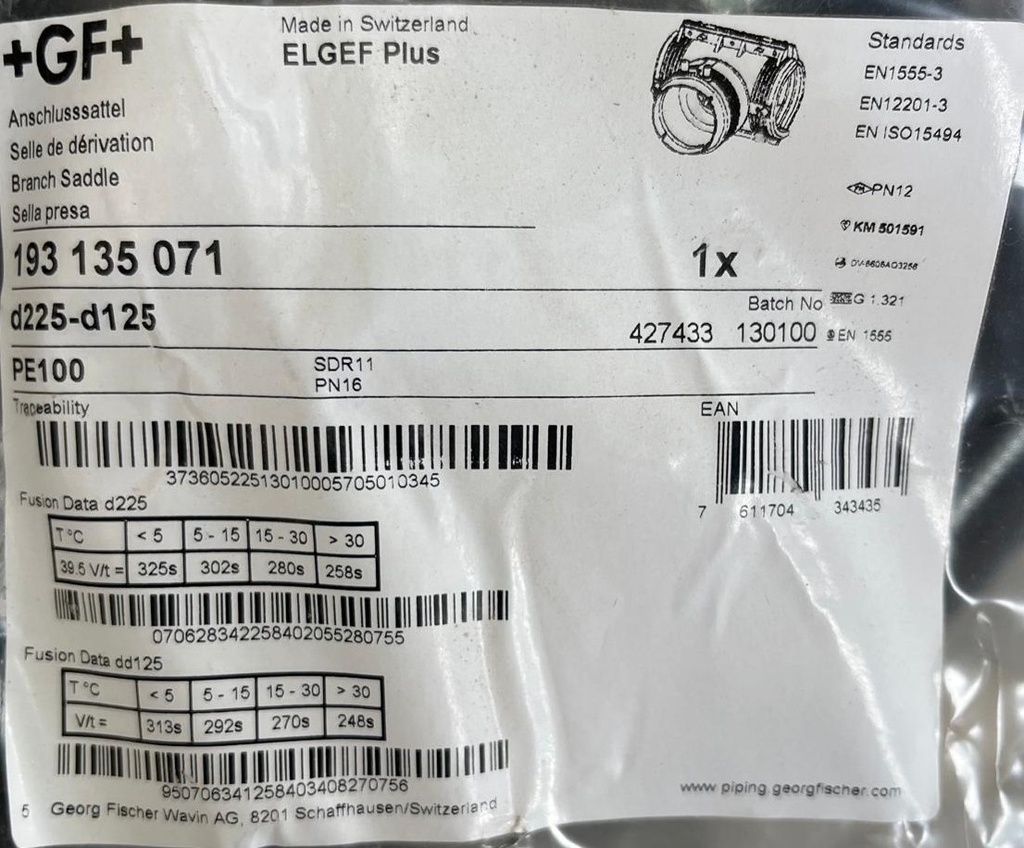 +GF+
Made in Switzerland
ELGEF Plus
Anschlusssattel
Selle de dérivation
Branch Saddle
Sella presa
193 135 071
1x
d225-d125
Batch No
427433 130100
PE100
SDR11
PN16
Standards
EN1555-3
EN12201-3
EN ISO15494
PN12
KM 501591
DV-8606AO3256
G 1.321
EN 1555
Traceability
37360522513010005705010345
EAN
7 611704 343435
Fusion Data d225
T°C < 5 5 - 15 15 - 30 > 30
39.5 V/t = 325s 302s 280s 258s
070628342258402055280755
Fusion Data dd125
T°C < 5 5 - 15 15 - 30 > 30
V/t = 313s 292s 270s 248s
950706341258403408270756
5 Georg Fischer Wavin AG, 8201 Schaffhausen/Switzerland
www.piping.georgfischer.com